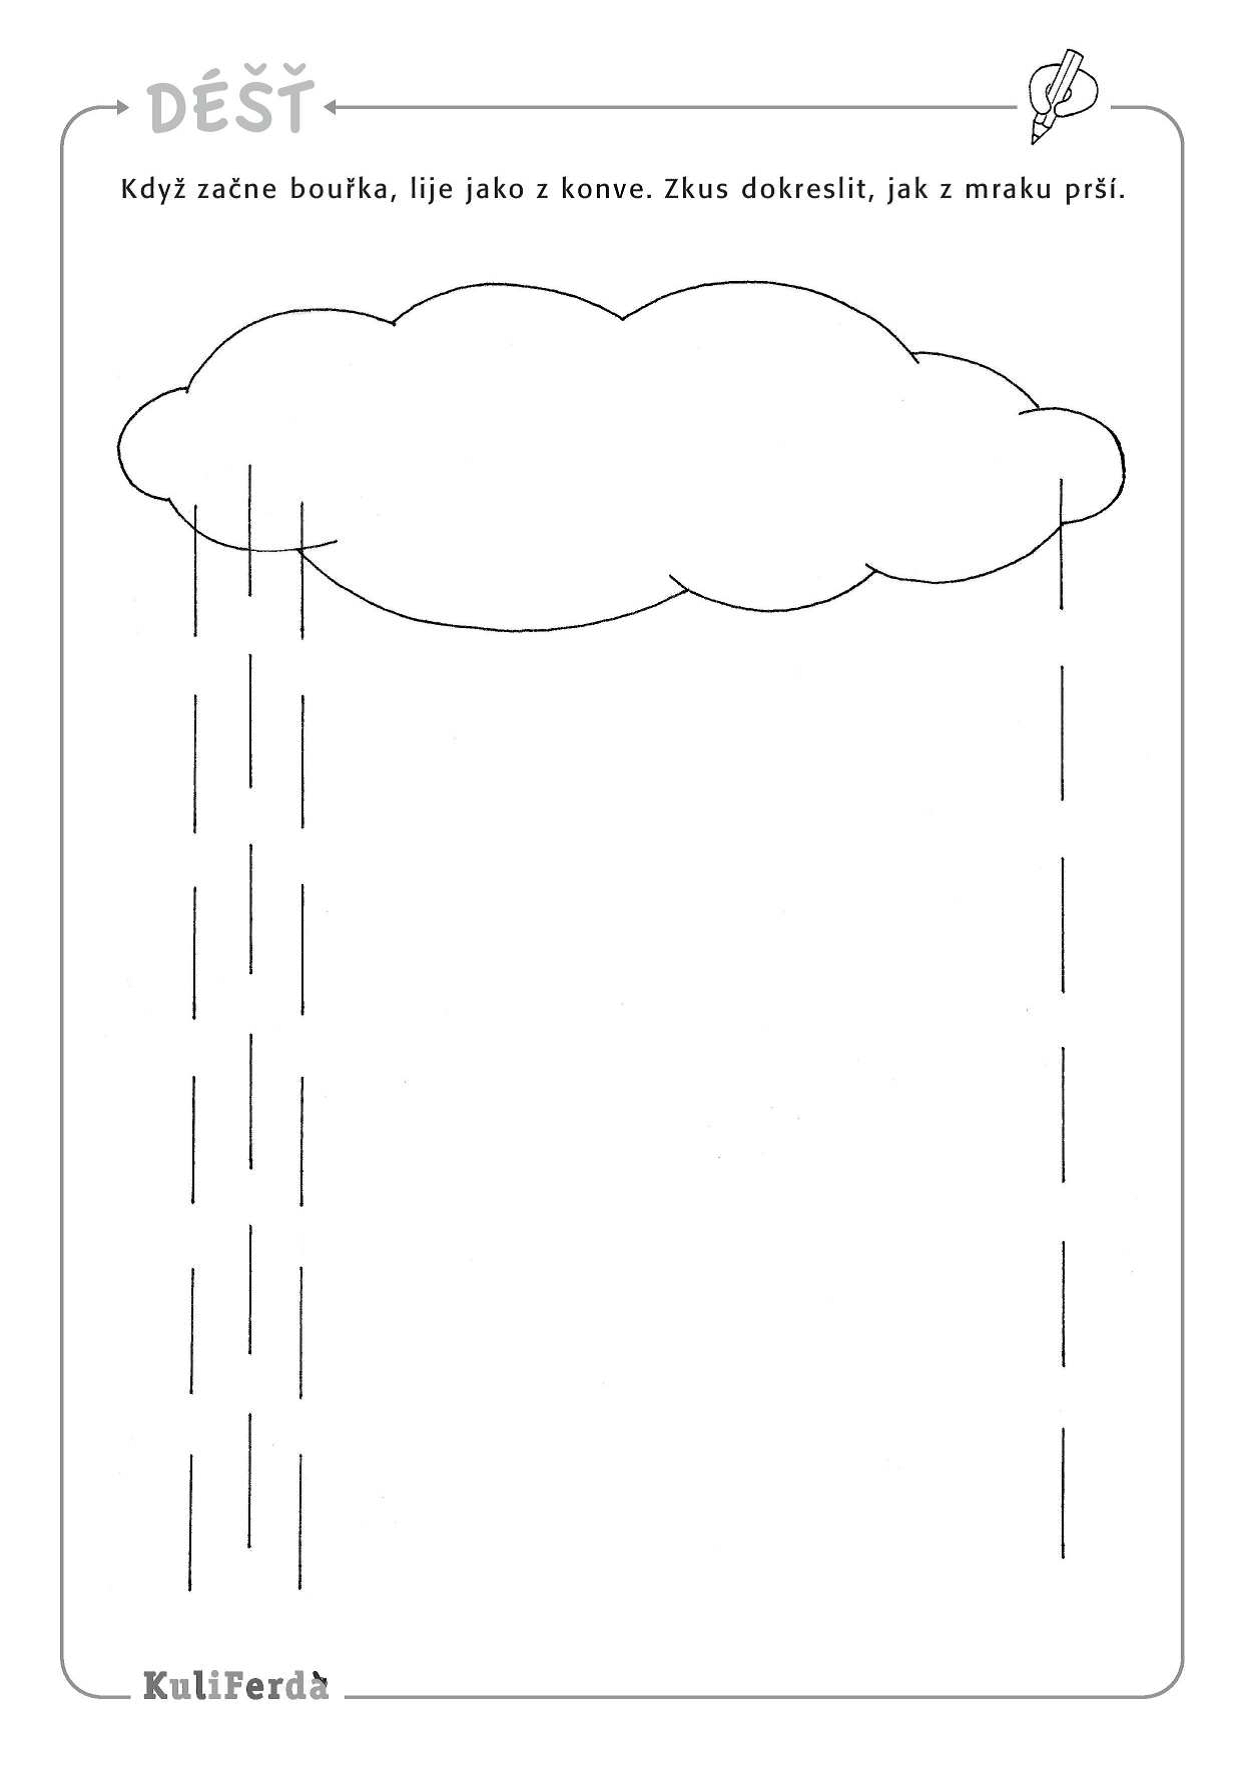 DÉŠŤ
Když začne bouřka, lije jako z konve. Zkus dokreslit, jak z mraku prší.
KuliFerda